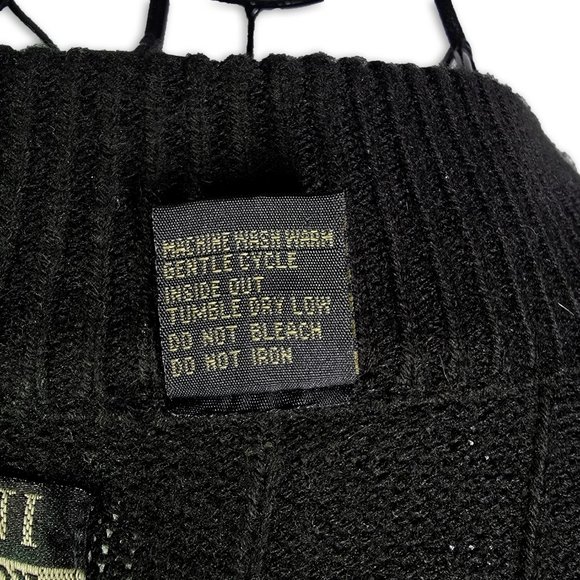 MACHINE WASH WARM
GENTLE CYCLE
INSIDE OUT
TUMBLE DRY LOW
DO NOT BLEACH
DO NOT IRON